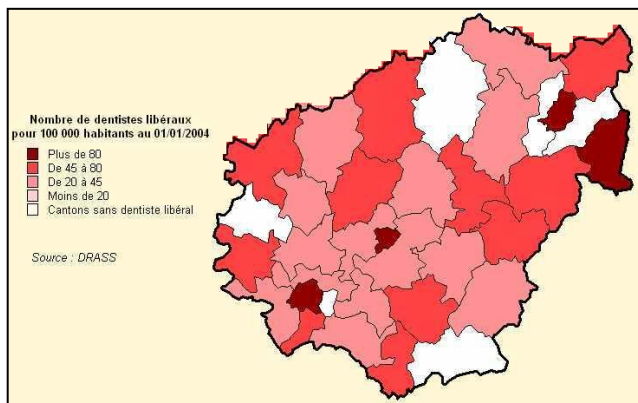 Nombre de dentistes libéraux
pour 100 000 habitants au 01/01/2004
Plus de 80
De 45 à 80
De 20 à 45
Moins de 20
Cantons sans dentiste libéral
Source : DRASS